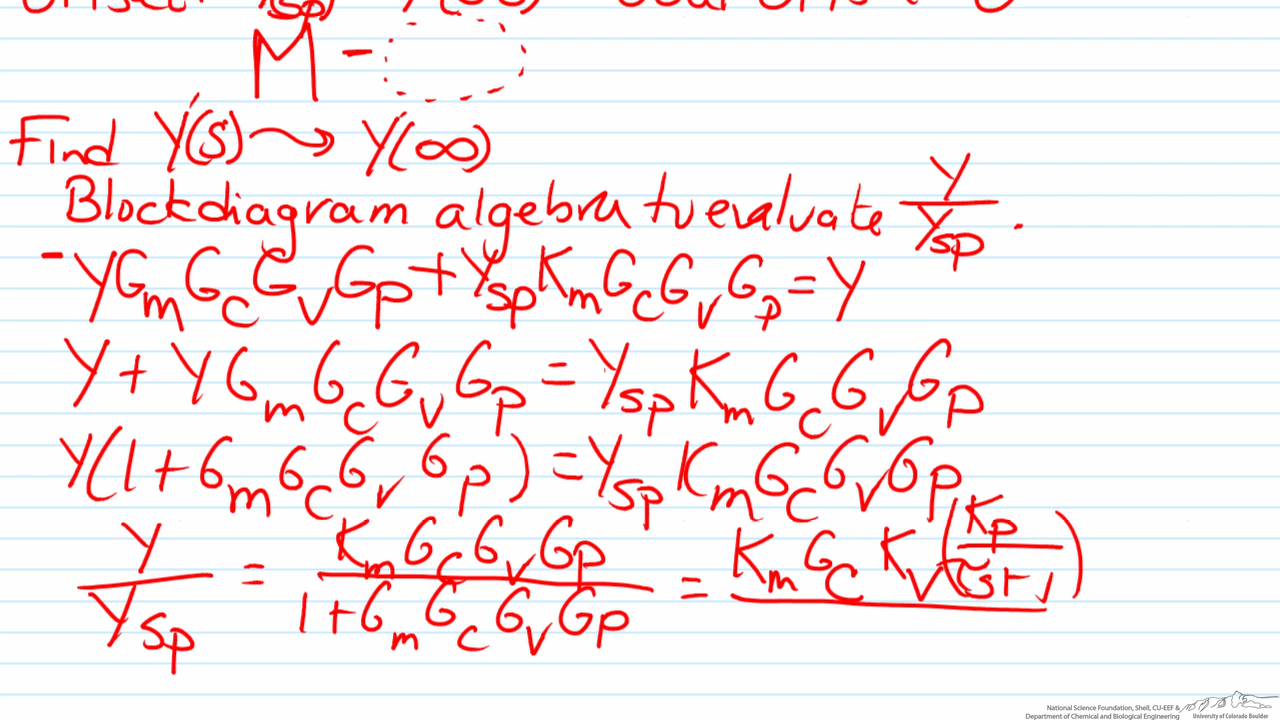 M -
Find Y'(s) → Y'(∞)
Blockdiagram algebra to evaluate Y/Ysp.
-YGmGcGvGp + YspKmGcGvGp = Y
Y + YGmGcGvGp = YspKmGcGvGp
Y(1+GmGcGvGp) = YspKmGcGvGp
Y/Ysp = KmGcGvGp/1+GmGcGvGp = KmGcKv(Kp/τs+1)
National Science Foundation, Shell, CU-EEF &
Department of Chemical and Biological Engineering
University of Colorado Boulder